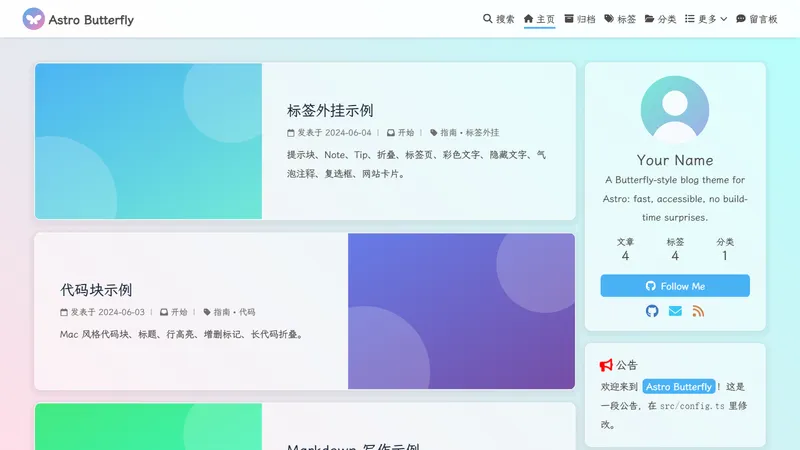 Astro Butterfly
搜索 主页 归档 标签 分类 更多 留言板
标签外挂示例
发表于 2024-06-04 | 开始 | 指南 • 标签外挂
提示块、Note、Tip、折叠、标签页、彩色文字、隐藏文字、气
泡注释、复选框、网站卡片。
代码块示例
发表于 2024-06-03 | 开始 | 指南 • 代码
Mac 风格代码块、标题、行高亮、增删标记、长代码折叠。
Markdown 写作示例
Your Name
A Butterfly-style blog theme for
Astro: fast, accessible, no build-
time surprises.
文章 标签 分类
4 4 1
Follow Me
公告
欢迎来到 Astro Butterfly！这是
一段公告，在 src/config.ts 里修
改。